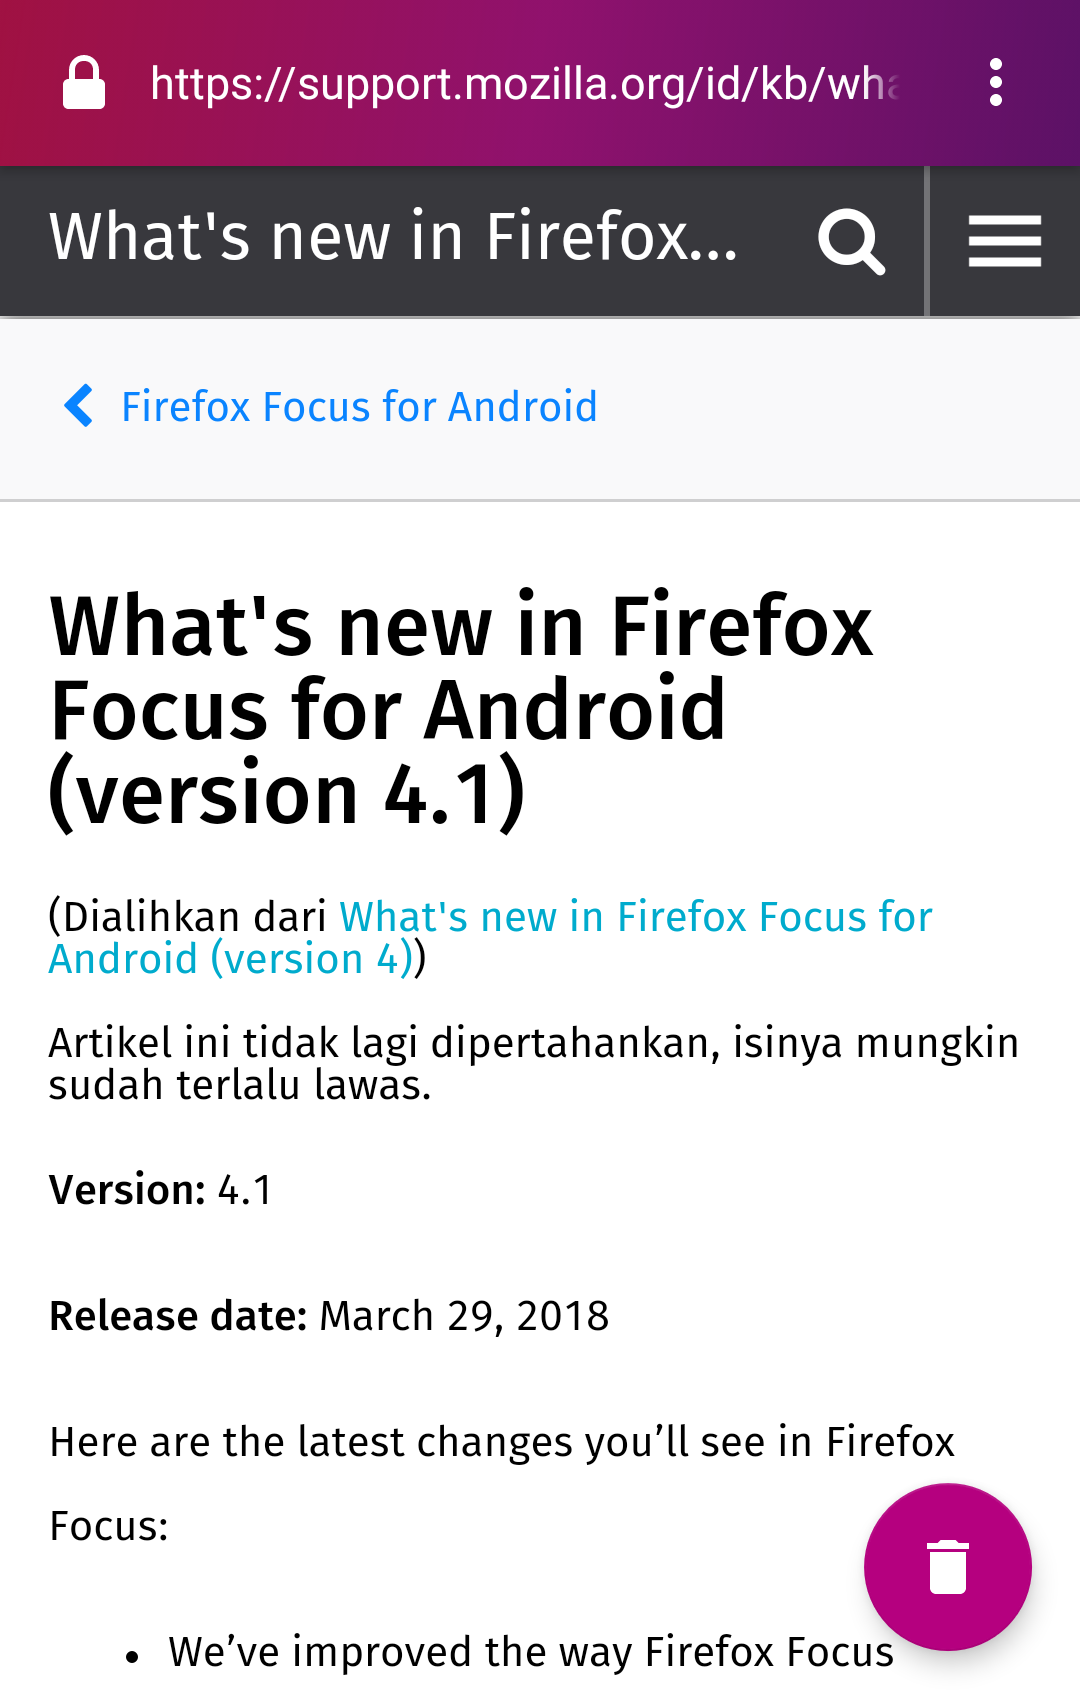 https://support.mozilla.org/id/kb/wha
What's new in Firefox...
Firefox Focus for Android
What's new in Firefox
Focus for Android
(version 4.1)
(Dialihkan dari What's new in Firefox Focus for
Android (version 4))
Artikel ini tidak lagi dipertahankan, isinya mungkin
sudah terlalu lawas.
Version: 4.1
Release date: March 29, 2018
Here are the latest changes you’ll see in Firefox
Focus:
• We’ve improved the way Firefox Focus